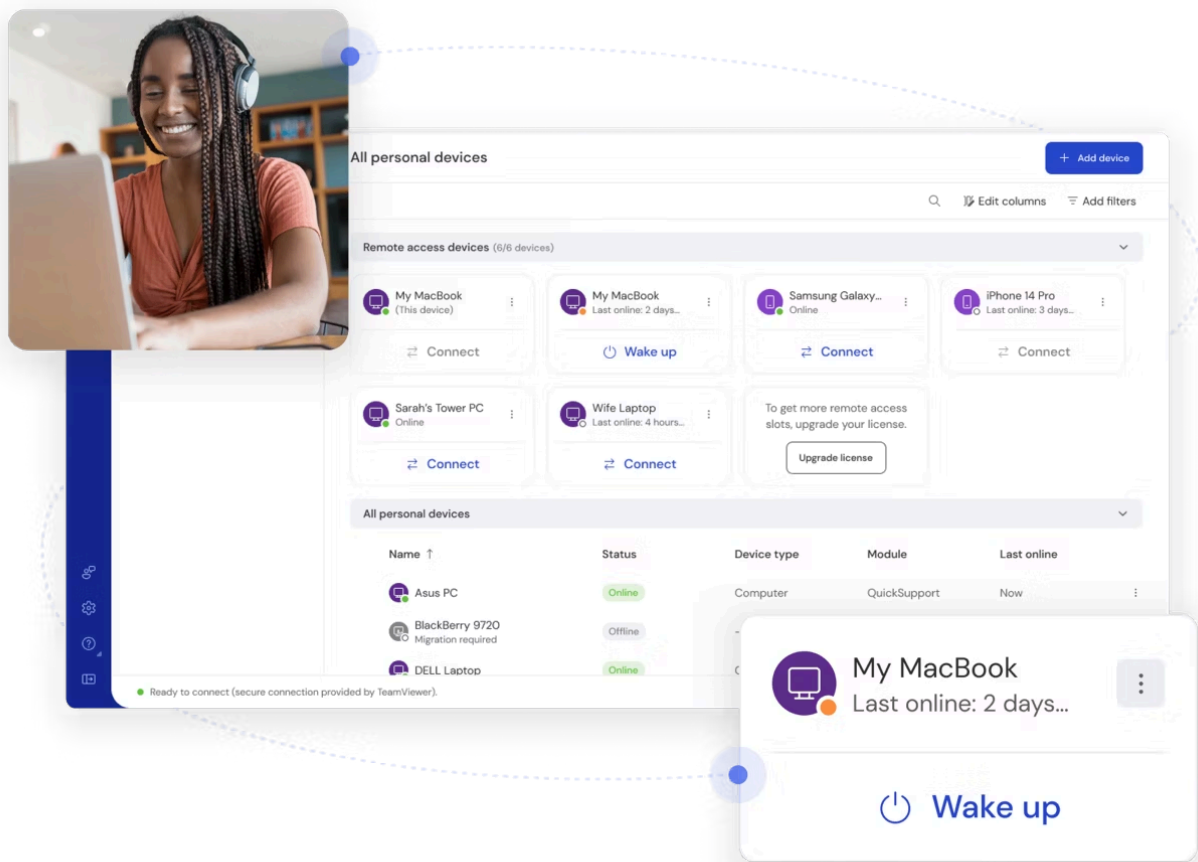 All personal devices
+ Add device
Edit columns
Add filters
Remote access devices (6/6 devices)
My MacBook
(This device)
Connect
My MacBook
Last online: 2 days...
Wake up
Samsung Galaxy...
Online
Connect
iPhone 14 Pro
Last online: 3 days...
Connect
Sarah's Tower PC
Online
Connect
Wife Laptop
Last online: 4 hours...
Connect
To get more remote access
slots, upgrade your license.
Upgrade license
All personal devices
Name ↑ Status Device type Module Last online
Asus PC Online Computer QuickSupport Now
BlackBerry 9720 Offline -
Migration required
DELL Laptop Online
Ready to connect (secure connection provided by TeamViewer).
My MacBook
Last online: 2 days...
Wake up